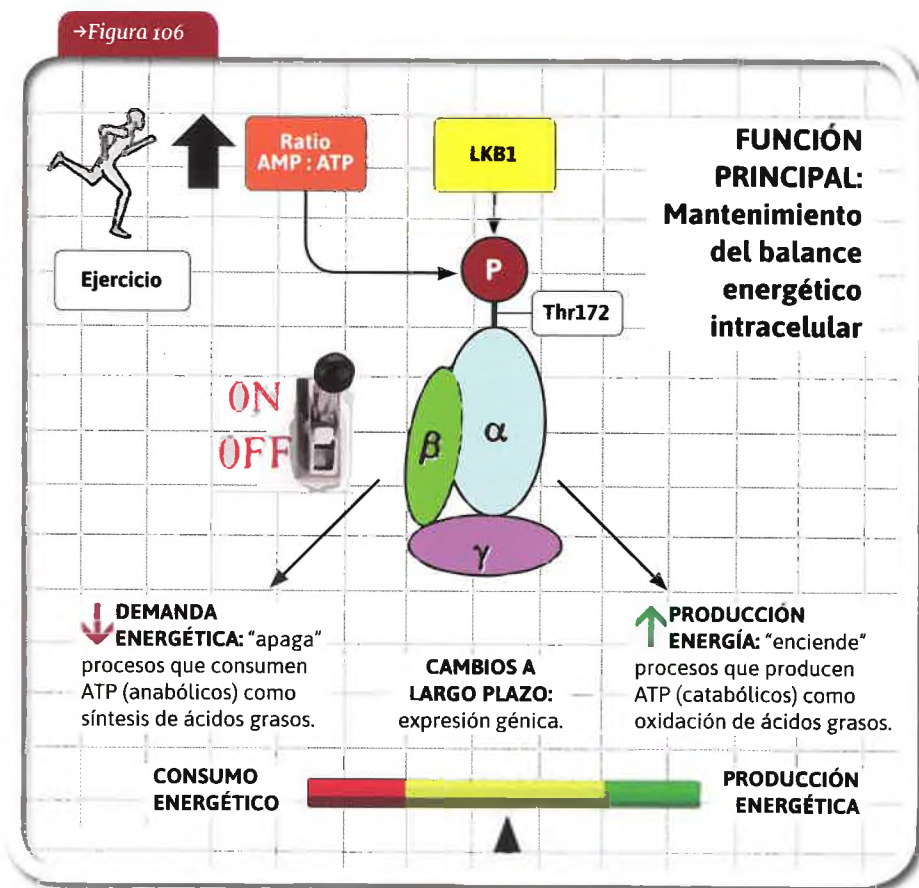 →Figura 106
Ratio
AMP : ATP
LKB1
FUNCIÓN
PRINCIPAL:
Mantenimiento
del balance
energético
intracelular
Ejercicio
P
Thr172
ON
OFF
β
α
γ
DEMANDA
ENERGÉTICA: "apaga"
procesos que consumen
ATP (anabólicos) como
síntesis de ácidos grasos.
CAMBIOS A
LARGO PLAZO:
expresión génica.
PRODUCCIÓN
ENERGÍA: "enciende"
procesos que producen
ATP (catabólicos) como
oxidación de ácidos grasos.
CONSUMO
ENERGÉTICO
PRODUCCIÓN
ENERGÉTICA